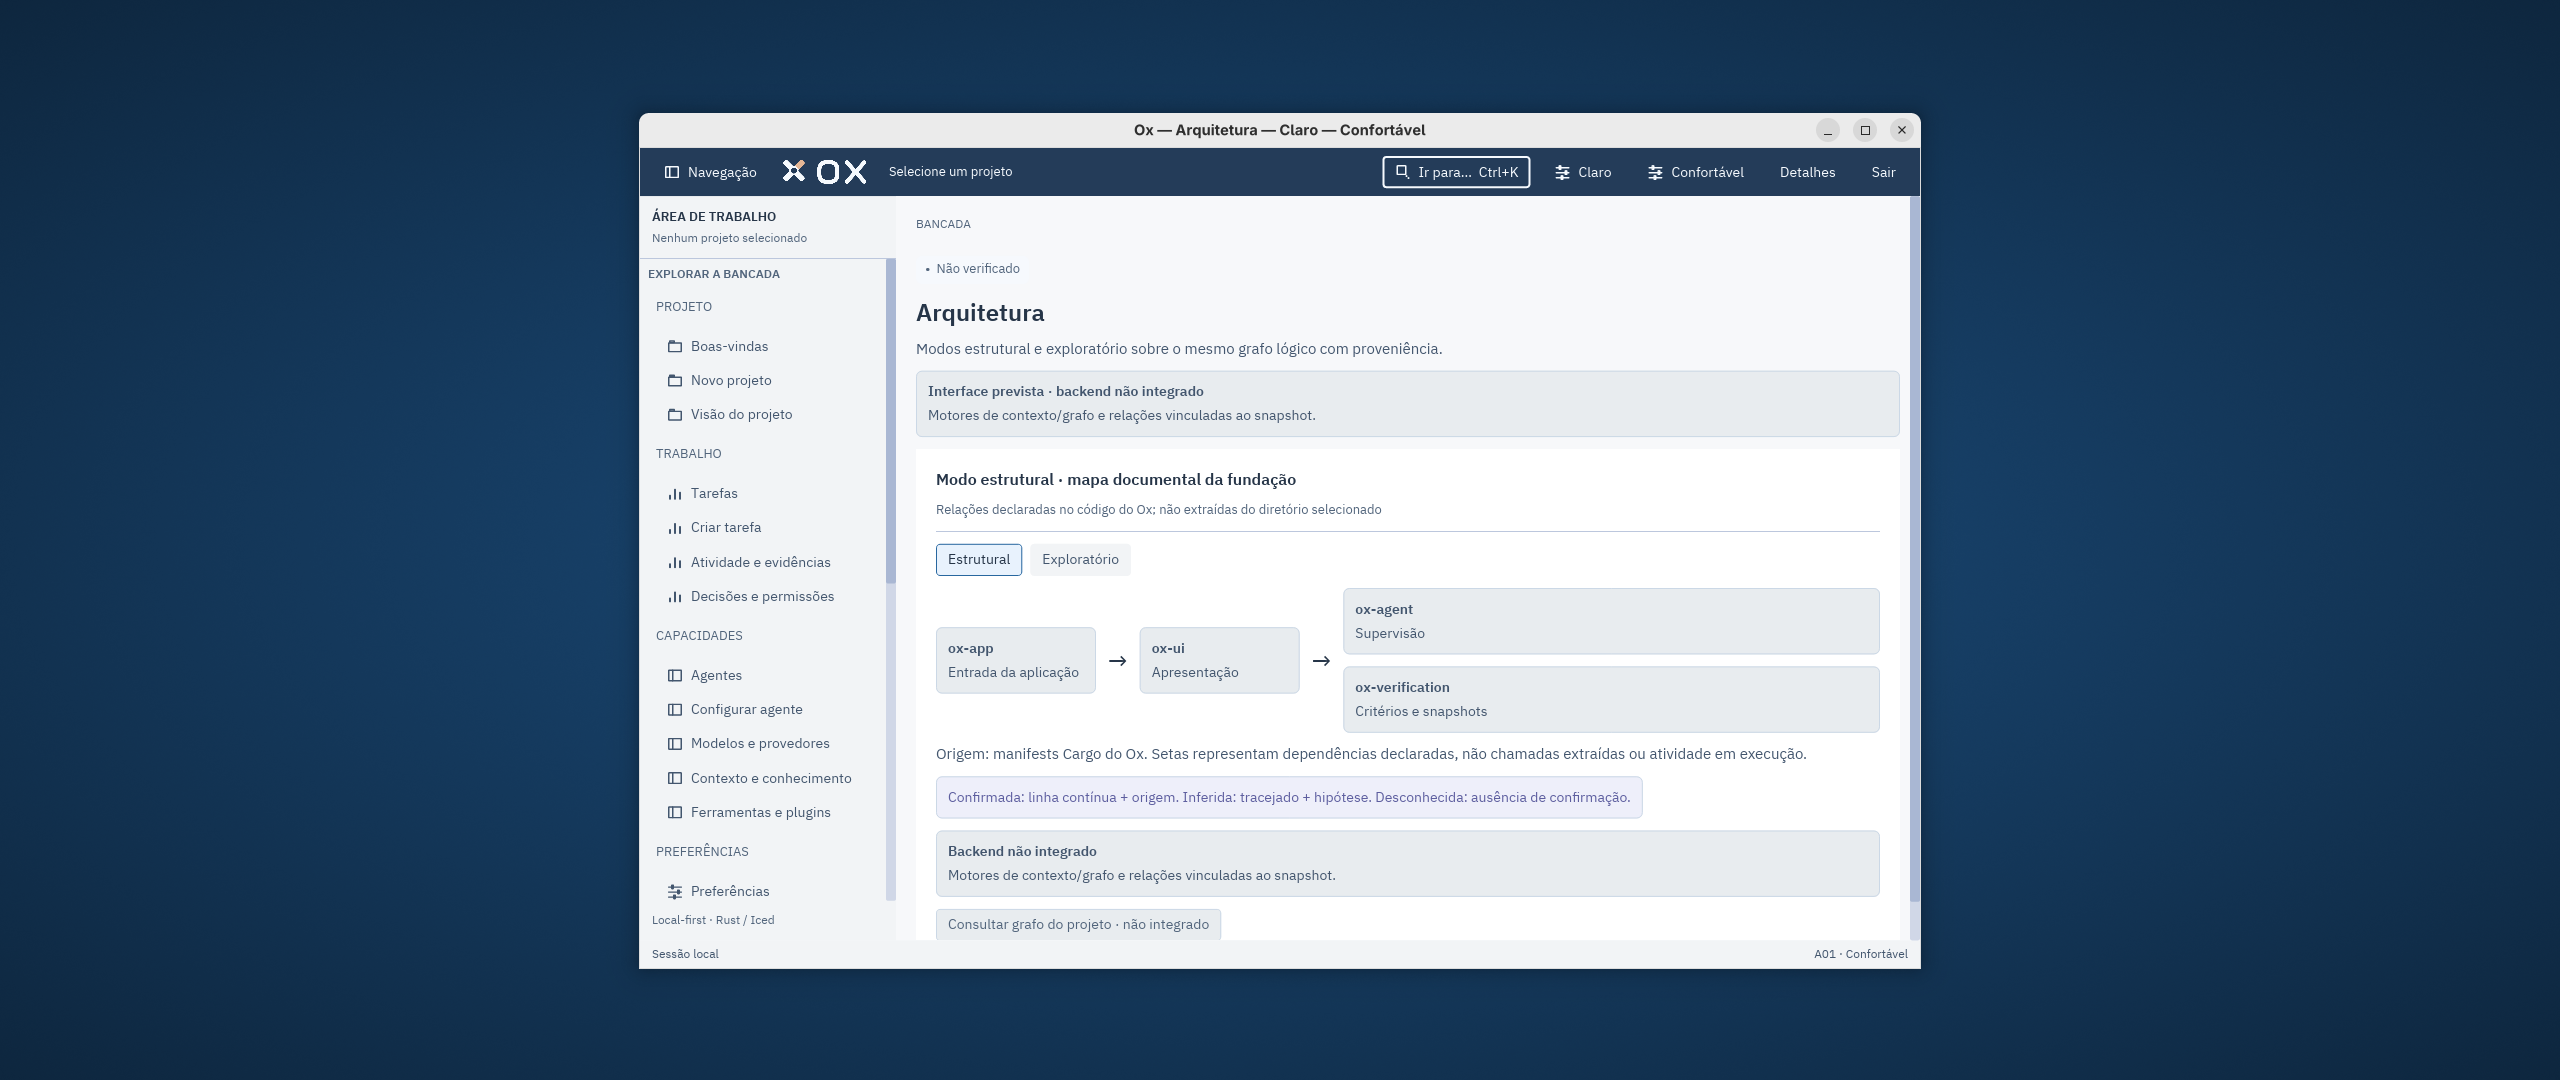 Ox — Arquitetura — Claro — Confortável
Navegação
OX
Selecione um projeto
Ir para... Ctrl+K
Claro
Confortável
Detalhes
Sair
ÁREA DE TRABALHO
Nenhum projeto selecionado
EXPLORAR A BANCADA
PROJETO
Boas-vindas
Novo projeto
Visão do projeto
TRABALHO
Tarefas
Criar tarefa
Atividade e evidências
Decisões e permissões
CAPACIDADES
Agentes
Configurar agente
Modelos e provedores
Contexto e conhecimento
Ferramentas e plugins
PREFERÊNCIAS
Preferências
Local-first · Rust / Iced
BANCADA
• Não verificado
Arquitetura
Modos estrutural e exploratório sobre o mesmo grafo lógico com proveniência.
Interface prevista · backend não integrado
Motores de contexto/grafo e relações vinculadas ao snapshot.
Modo estrutural · mapa documental da fundação
Relações declaradas no código do Ox; não extraídas do diretório selecionado
Estrutural
Exploratório
ox-app
Entrada da aplicação
→
ox-ui
Apresentação
→
ox-agent
Supervisão
ox-verification
Critérios e snapshots
Origem: manifests Cargo do Ox. Setas representam dependências declaradas, não chamadas extraídas ou atividade em execução.
Confirmada: linha contínua + origem. Inferida: tracejado + hipótese. Desconhecida: ausência de confirmação.
Backend não integrado
Motores de contexto/grafo e relações vinculadas ao snapshot.
Consultar grafo do projeto · não integrado
Sessão local
A01 · Confortável